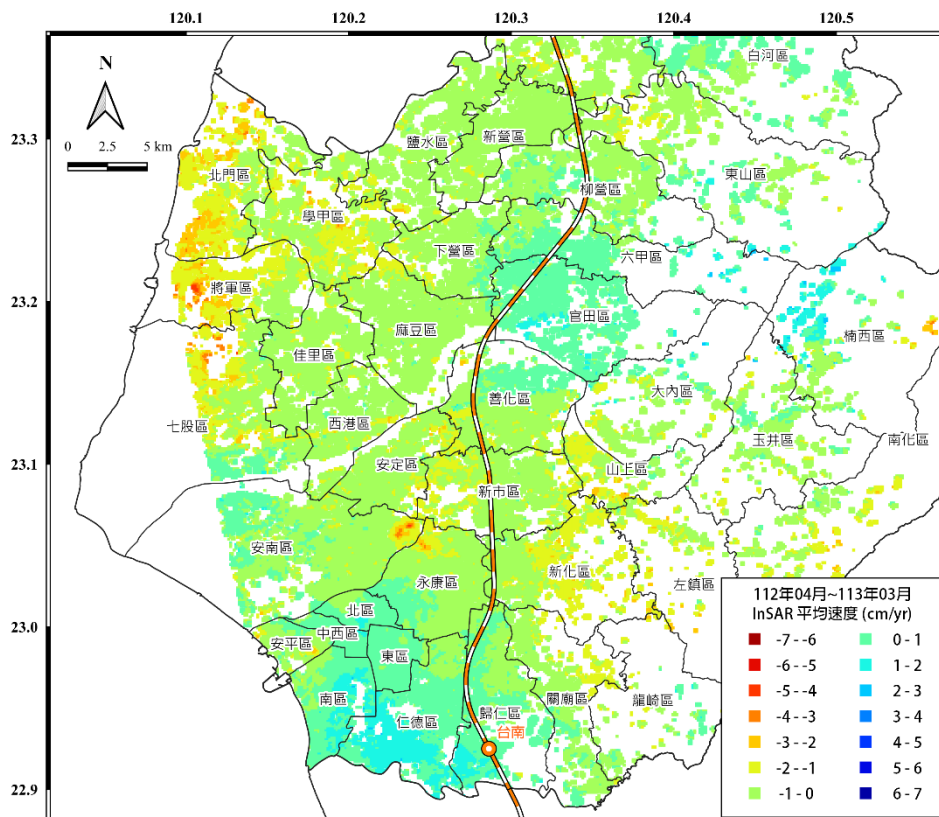 120.1 120.2 120.3 120.4 120.5
N
0 2.5 5 km
23.3
23.2
23.1
23.0
22.9
白河區
鹽水區
新營區
東山區
北門區
柳營區
學甲區
下營區
六甲區
將軍區
官田區
麻豆區
楠西區
佳里區
大內區
善化區
西港區
七股區
玉井區
南化區
安定區
山上區
新市區
安南區
新化區
永康區
左鎮區
北區
中西區
安平區
東區
南區
關廟區
龍崎區
仁德區
歸仁區
台南
112年04月~113年03月
InSAR 平均速度 (cm/yr)
-7 - -6 0 - 1
-6 - -5 1 - 2
-5 - -4 2 - 3
-4 - -3 3 - 4
-3 - -2 4 - 5
-2 - -1 5 - 6
-1 - 0 6 - 7